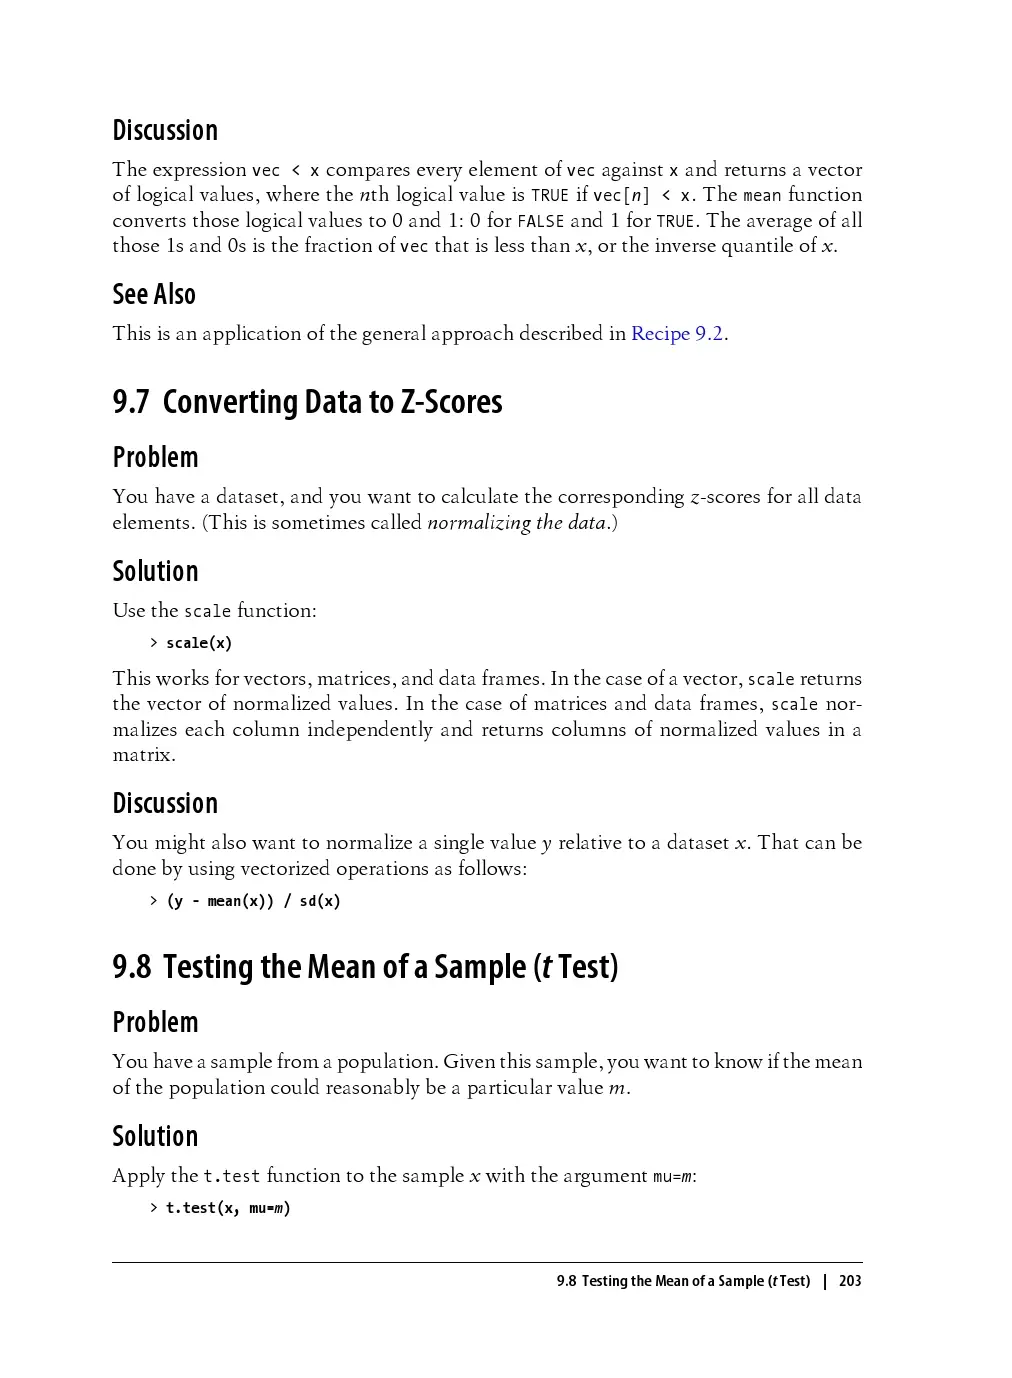 Discussion
The expression vec < x compares every element of vec against x and returns a vector
of logical values, where the nth logical value is TRUE if vec[n] < x. The mean function
converts those logical values to 0 and 1: 0 for FALSE and 1 for TRUE. The average of all
those 1s and 0s is the fraction of vec that is less than x, or the inverse quantile of x.
See Also
This is an application of the general approach described in Recipe 9.2.
9.7 Converting Data to Z-Scores
Problem
You have a dataset, and you want to calculate the corresponding z-scores for all data
elements. (This is sometimes called normalizing the data.)
Solution
Use the scale function:
> scale(x)
This works for vectors, matrices, and data frames. In the case of a vector, scale returns
the vector of normalized values. In the case of matrices and data frames, scale nor-
malizes each column independently and returns columns of normalized values in a
matrix.
Discussion
You might also want to normalize a single value y relative to a dataset x. That can be
done by using vectorized operations as follows:
> (y - mean(x)) / sd(x)
9.8 Testing the Mean of a Sample (t Test)
Problem
You have a sample from a population. Given this sample, you want to know if the mean
of the population could reasonably be a particular value m.
Solution
Apply the t.test function to the sample x with the argument mu=m:
> t.test(x, mu=m)
9.8 Testing the Mean of a Sample (t Test) | 203